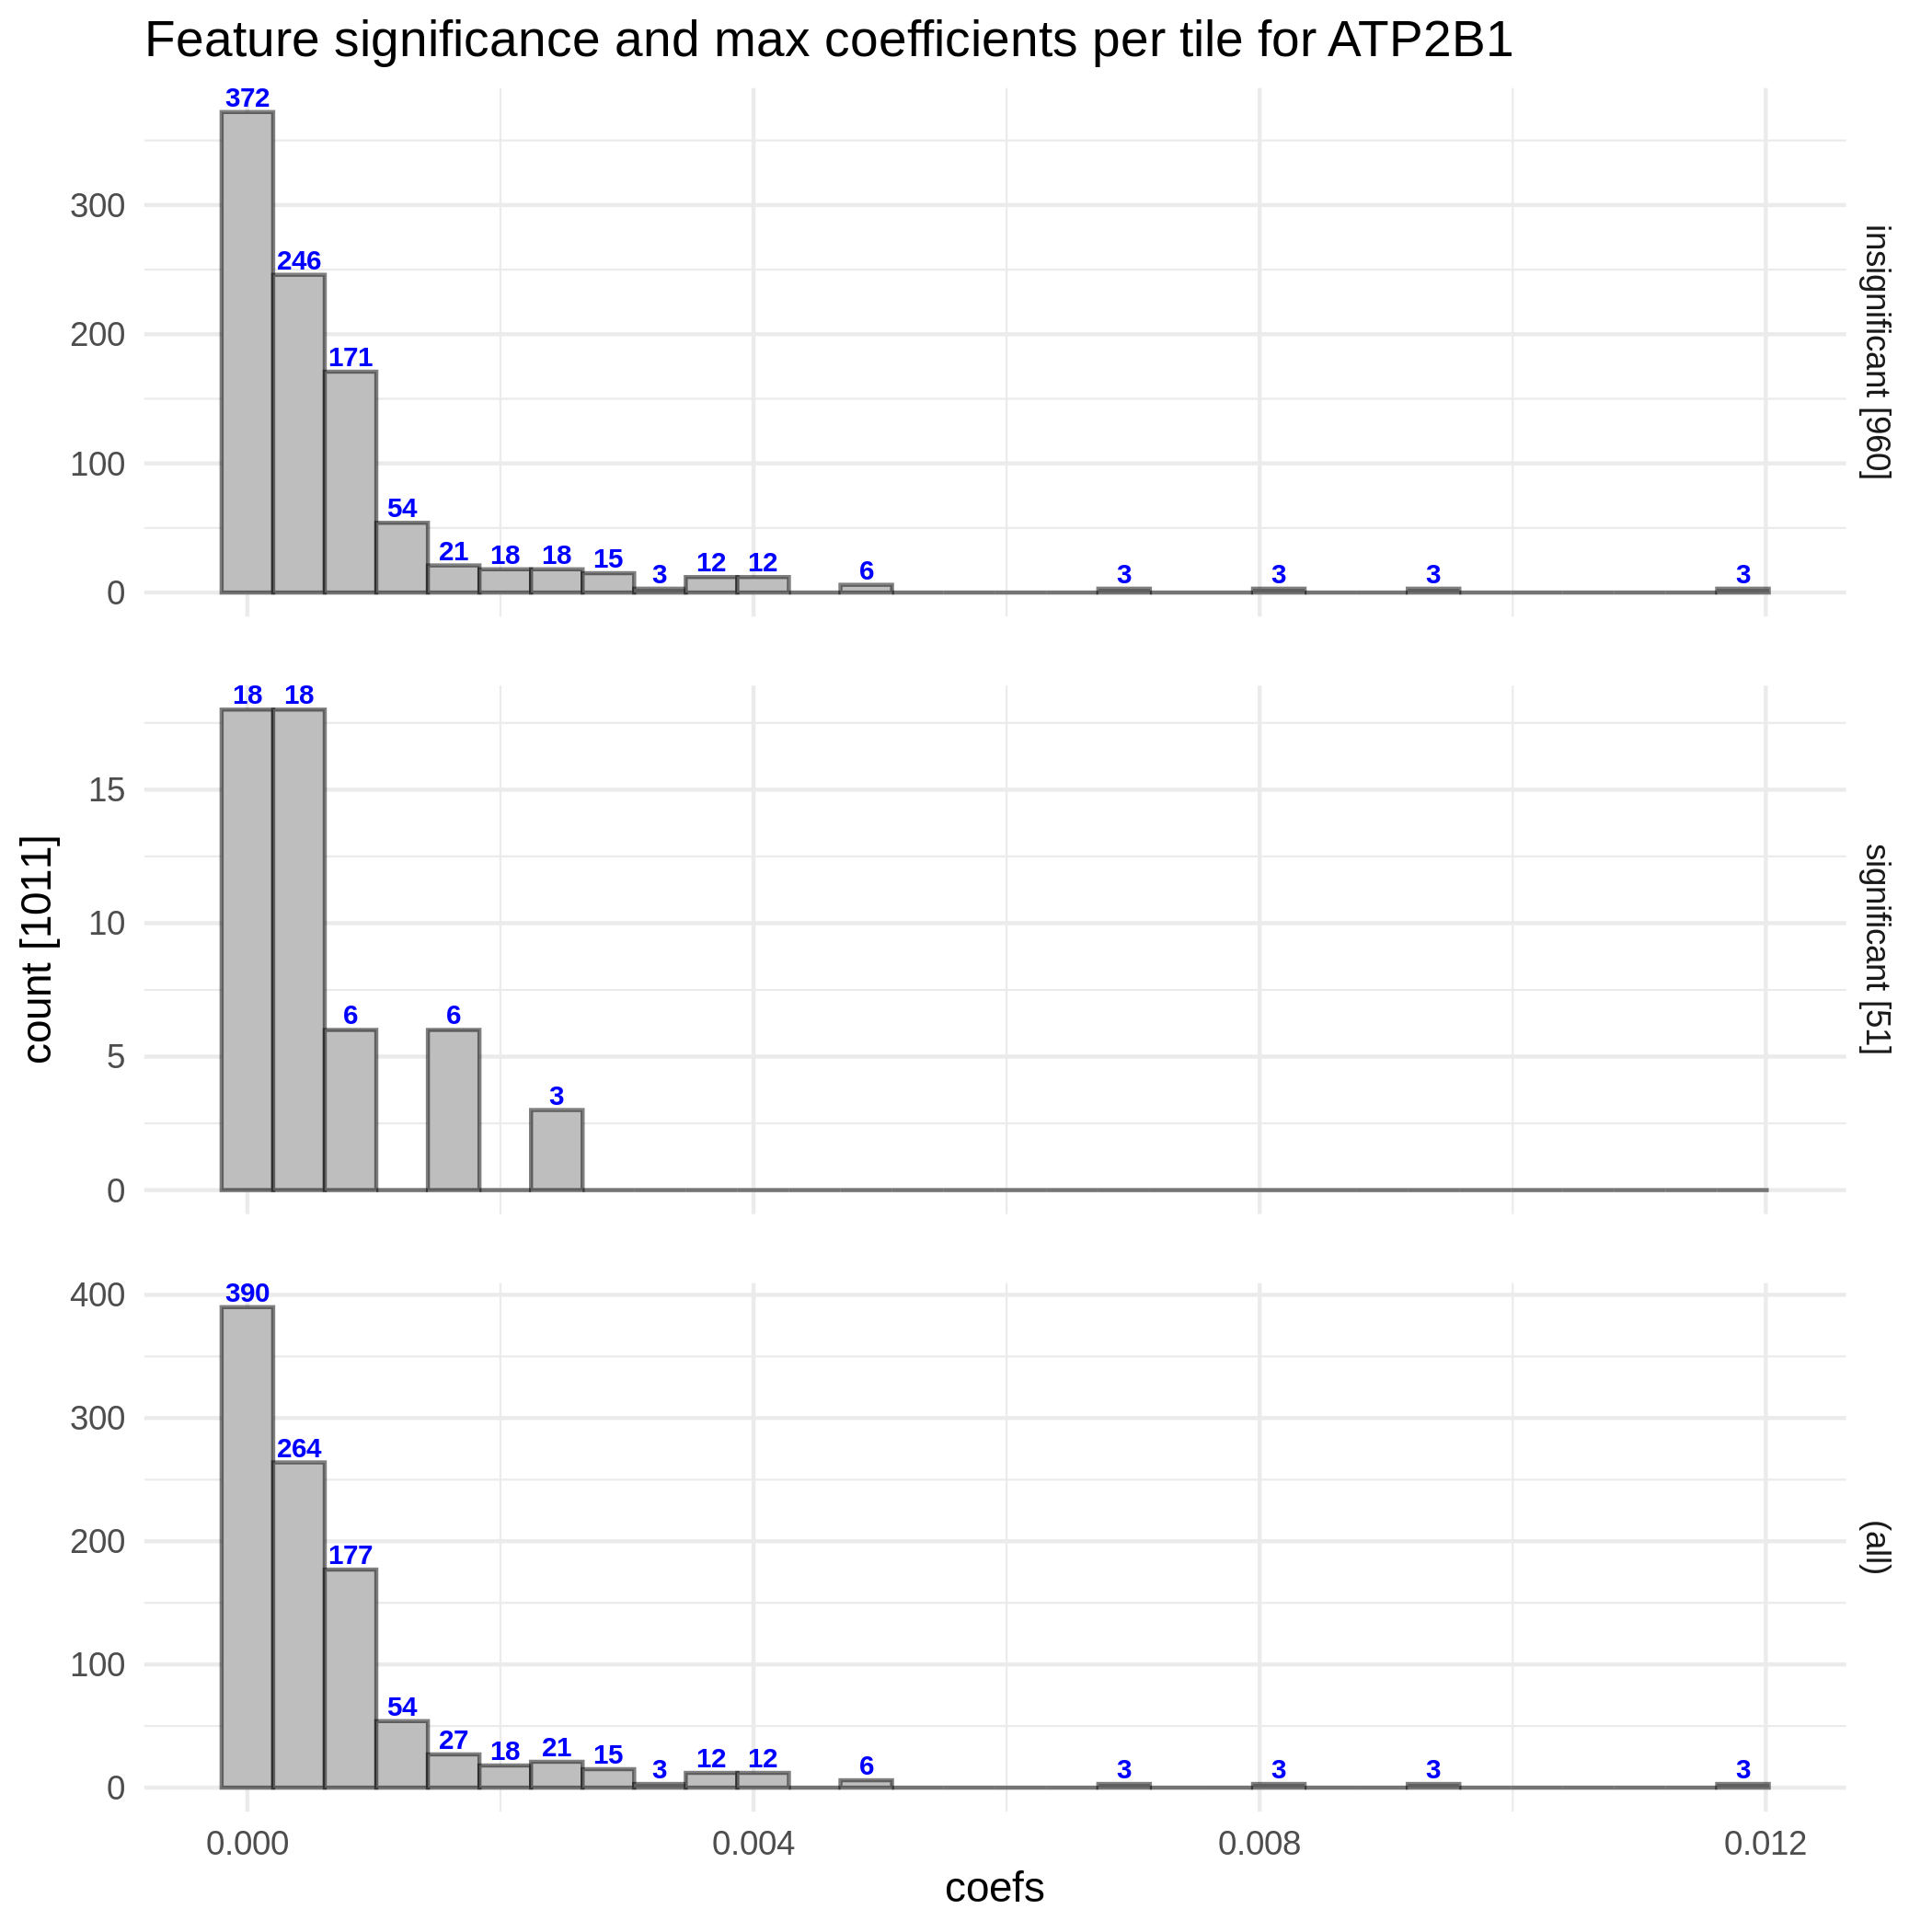 Feature significance and max coefficients per tile for ATP2B1
372
246
171
54
21 18 18 15 3 12 12 6 3 3 3 3
300
200
100
0
insignificant [960]
18 18
6 6
3
15
10
5
0
significant [51]
count [1011]
390
264
177
54
27 18 21 15 3 12 12 6 3 3 3 3
400
300
200
100
0
(all)
0.000 0.004 0.008 0.012
coefs